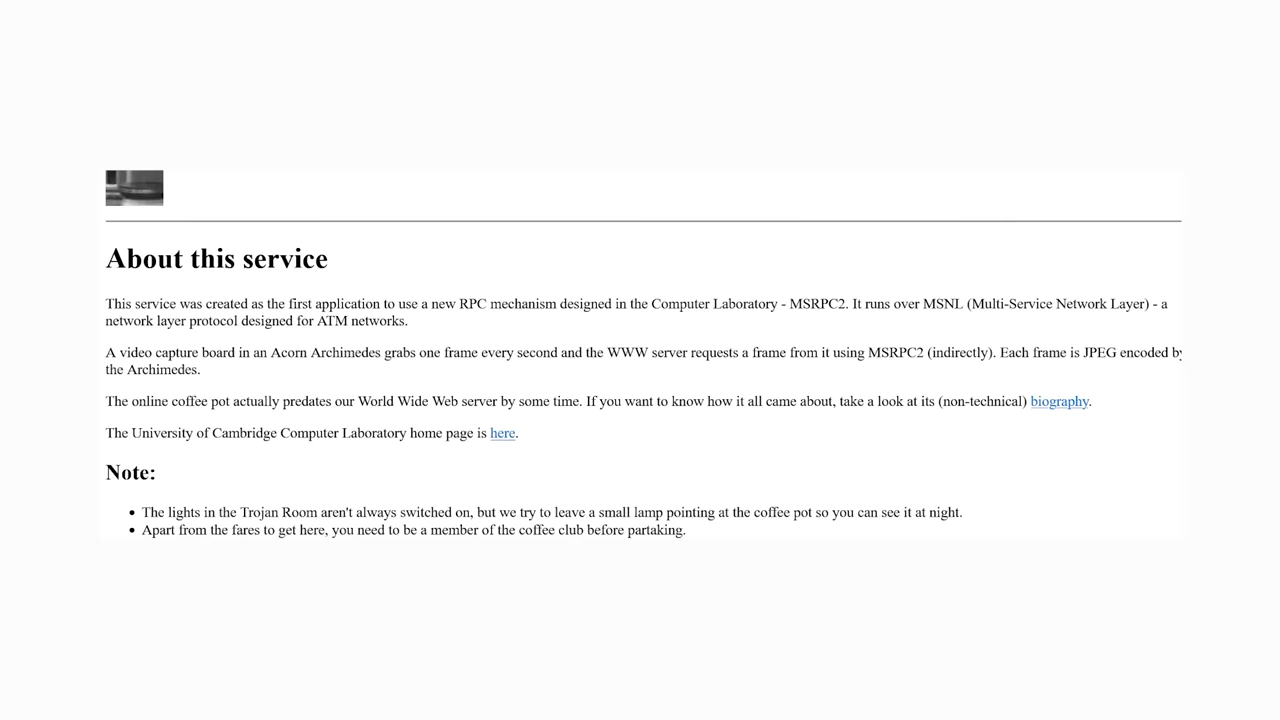 About this service
This service was created as the first application to use a new RPC mechanism designed in the Computer Laboratory - MSRPC2. It runs over MSNL (Multi-Service Network Layer) - a
network layer protocol designed for ATM networks.
A video capture board in an Acorn Archimedes grabs one frame every second and the WWW server requests a frame from it using MSRPC2 (indirectly). Each frame is JPEG encoded by
the Archimedes.
The online coffee pot actually predates our World Wide Web server by some time. If you want to know how it all came about, take a look at its (non-technical) biography.
The University of Cambridge Computer Laboratory home page is here.
Note:
• The lights in the Trojan Room aren't always switched on, but we try to leave a small lamp pointing at the coffee pot so you can see it at night.
• Apart from the fares to get here, you need to be a member of the coffee club before partaking.